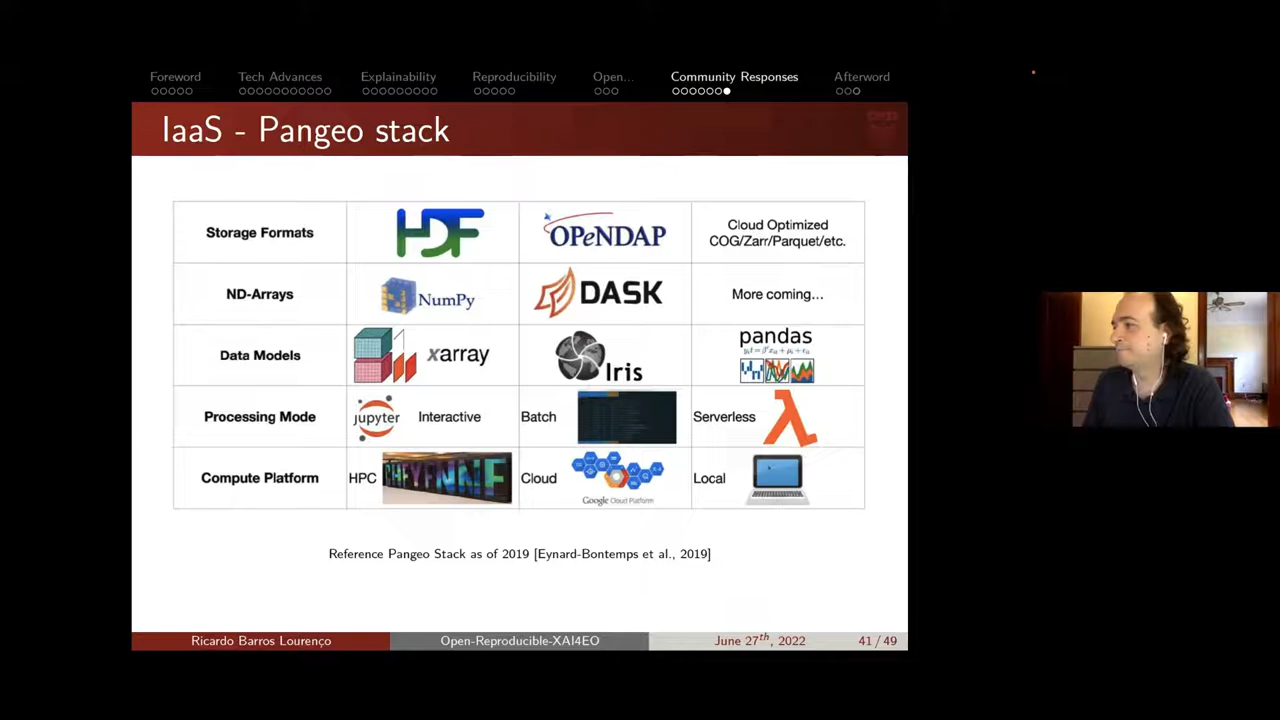 Foreword Tech Advances Explainability Reproducibility Open... Community Responses Afterword
IaaS - Pangeo stack
Storage Formats HDF OPeNDAP Cloud Optimized
COG/Zarr/Parquet/etc.
ND-Arrays NumPy DASK More coming...
Data Models xarray Iris pandas
Processing Mode jupyter Interactive Batch Serverless
Compute Platform HPC CHEYENNE Cloud Google Cloud Platform Local
Reference Pangeo Stack as of 2019 [Eynard-Bontemps et al., 2019]
Ricardo Barros Lourenço Open-Reproducible-XAI4EO June 27th, 2022 41 / 49